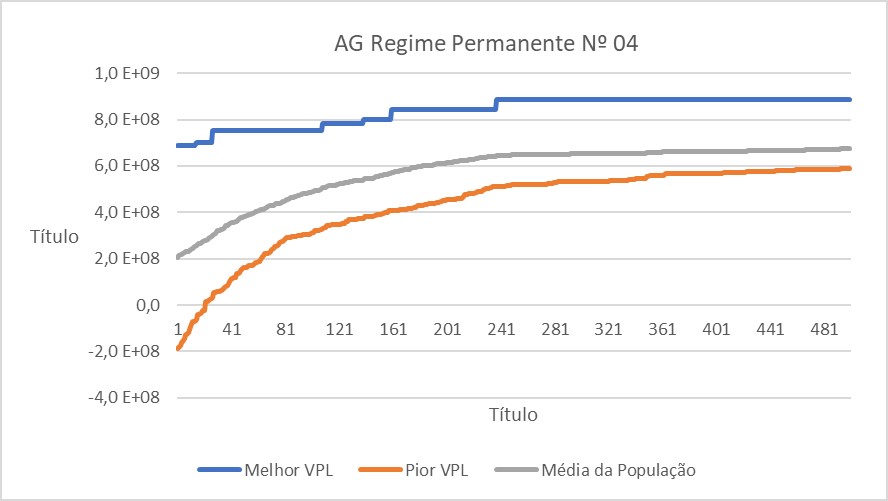 AG Regime Permanente Nº 04
1,0 E+09
8,0 E+08
6,0 E+08
4,0 E+08
Título
2,0 E+08
0,0
1 41 81 121 161 201 241 281 321 361 401 441 481
-2,0 E+08
-4,0 E+08
Título
Melhor VPL Pior VPL Média da População